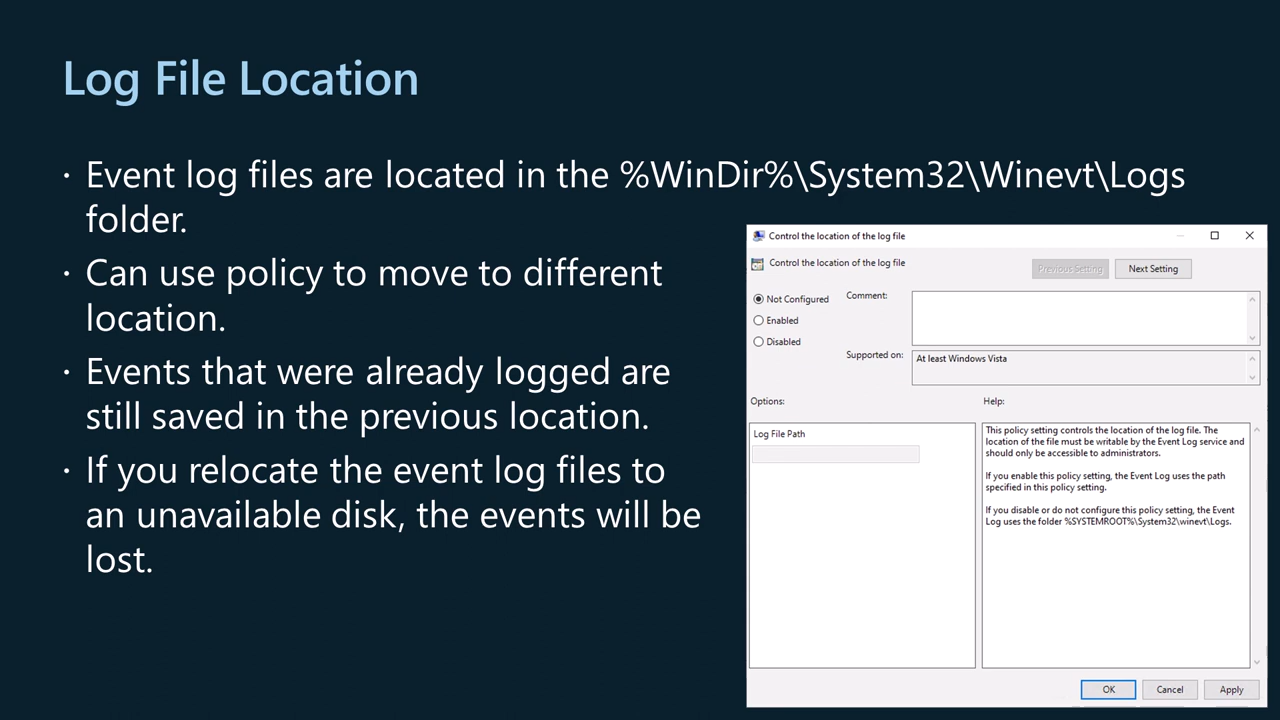 Log File Location
· Event log files are located in the %WinDir%\System32\Winevt\Logs
folder.
· Can use policy to move to different
location.
· Events that were already logged are
still saved in the previous location.
· If you relocate the event log files to
an unavailable disk, the events will be
lost.
Control the location of the log file
Control the location of the log file
Previous Setting
Next Setting
Not Configured
Enabled
Disabled
Comment:
Supported on:
At least Windows Vista
Options:
Help:
Log File Path
This policy setting controls the location of the log file. The
location of the file must be writable by the Event Log service and
should only be accessible to administrators.
If you enable this policy setting, the Event Log uses the path
specified in this policy setting.
If you disable or do not configure this policy setting, the Event
Log uses the folder %SYSTEMROOT%\System32\winevt\Logs.
OK
Cancel
Apply